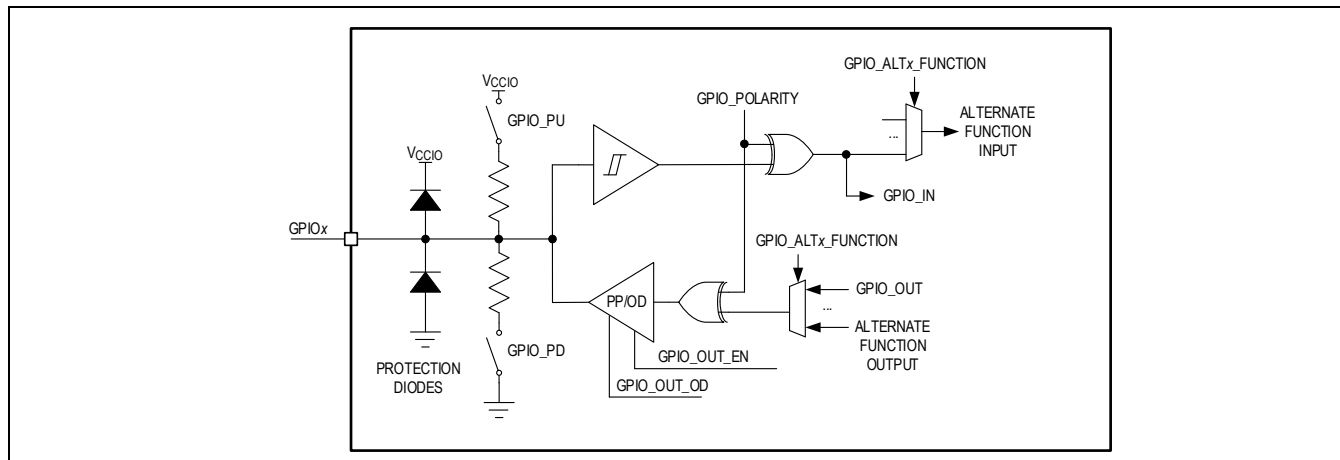 GPIO_ALTx_FUNCTION
VCCIO
GPIO_POLARITY
GPIO_PU
ALTERNATE
FUNCTION
INPUT
...
VCCIO
GPIO_IN
GPIOx
GPIO_ALTx_FUNCTION
GPIO_OUT
PP/OD
...
ALTERNATE
FUNCTION
OUTPUT
GPIO_PD
GPIO_OUT_EN
PROTECTION
DIODES
GPIO_OUT_OD